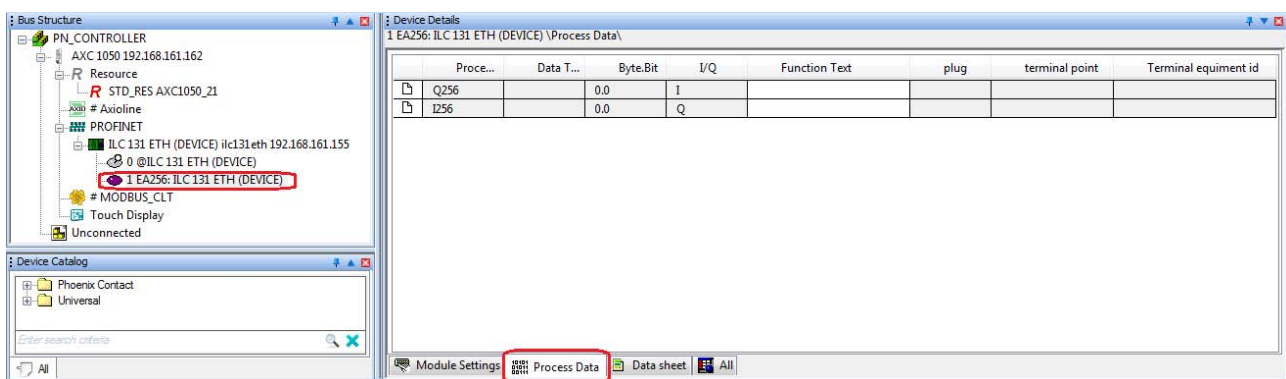 Bus Structure
PN_CONTROLLER
AXC 1050 192.168.161.162
R Resource
R STD_RES AXC1050_21
AXIO # Axioline
PROFINET
ILC 131 ETH (DEVICE) ilc131eth 192.168.161.155
0 @ILC 131 ETH (DEVICE)
1 EA256: ILC 131 ETH (DEVICE)
# MODBUS_CLT
Touch Display
Unconnected
Device Catalog
Phoenix Contact
Universal
Enter search criteria
All
Device Details
1 EA256: ILC 131 ETH (DEVICE) \Process Data\
Proce... Data T... Byte.Bit I/Q Function Text plug terminal point Terminal equiment id
Q256 0.0 I
I256 0.0 Q
Module Settings Process Data Data sheet All